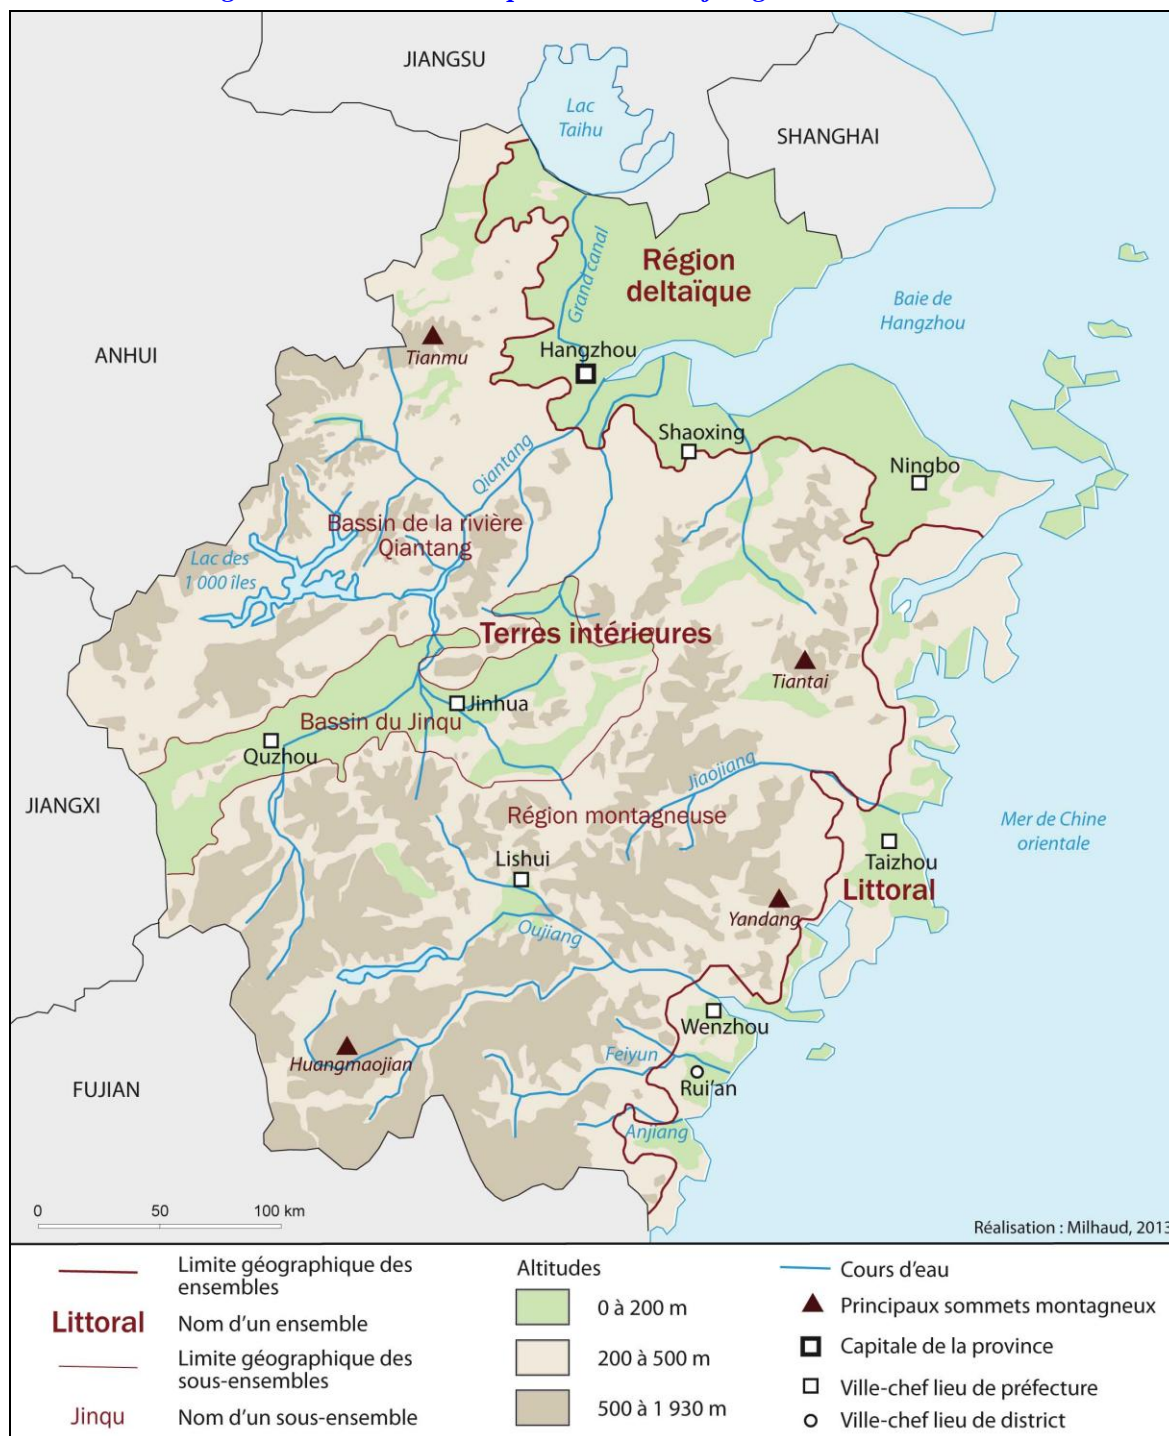 JIANGSU
Lac
Taihu
SHANGHAI
Grand canal
Région
deltaïque
Baie de
Hangzhou
ANHUI
Tianmu
Hangzhou
Shaoxing
Ningbo
Qiantang
Bassin de la rivière
Qiantang
Lac des
1 000 îles
Terres intérieures
Tiantai
Jinhua
Bassin du Jinqu
Quzhou
Jiaojiang
JIANGXI
Région montagneuse
Mer de Chine
orientale
Taizhou
Lishui
Littoral
Yandang
Oujiang
Wenzhou
Huangmaojian
Feiyun
Rui'an
FUJIAN
Anjiang
0 50 100 km
Réalisation : Milhaud, 2013
Limite géographique des
ensembles
Littoral Nom d'un ensemble
Limite géographique des
sous-ensembles
Jinqu Nom d'un sous-ensemble
Altitudes
0 à 200 m
200 à 500 m
500 à 1 930 m
Cours d'eau
Principaux sommets montagneux
Capitale de la province
Ville-chef lieu de préfecture
Ville-chef lieu de district